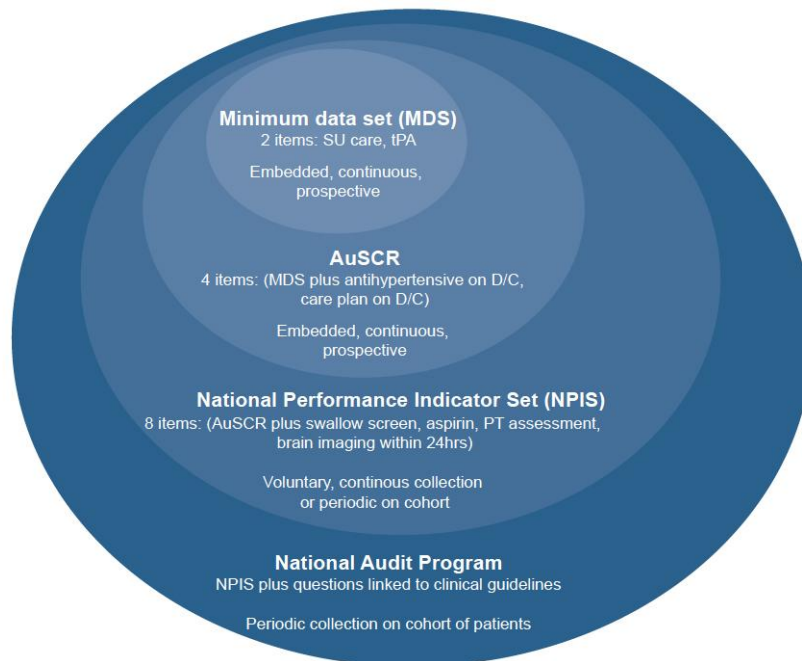 Minimum data set (MDS)
2 items: SU care, tPA
Embedded, continuous,
prospective
AuSCR
4 items: (MDS plus antihypertensive on D/C,
care plan on D/C)
Embedded, continuous,
prospective
National Performance Indicator Set (NPIS)
8 items: (AuSCR plus swallow screen, aspirin, PT assessment,
brain imaging within 24hrs)
Voluntary, continous collection
or periodic on cohort
National Audit Program
NPIS plus questions linked to clinical guidelines
Periodic collection on cohort of patients